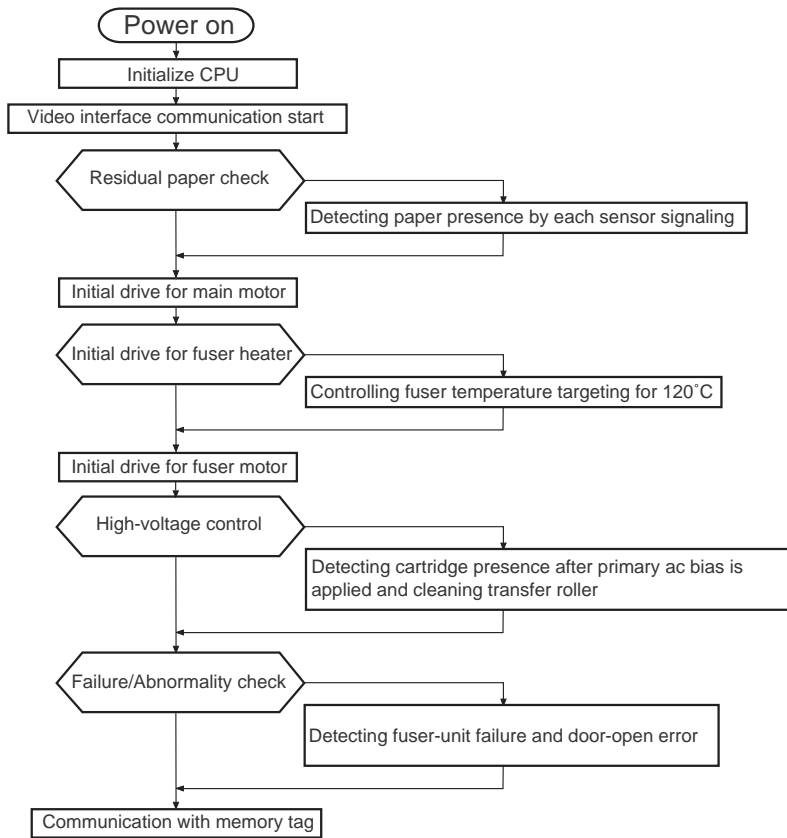 Power on
Initialize CPU
Video interface communication start
Residual paper check
Detecting paper presence by each sensor signaling
Initial drive for main motor
Initial drive for fuser heater
Controlling fuser temperature targeting for 120˚C
Initial drive for fuser motor
High-voltage control
Detecting cartridge presence after primary ac bias is
applied and cleaning transfer roller
Failure/Abnormality check
Detecting fuser-unit failure and door-open error
Communication with memory tag